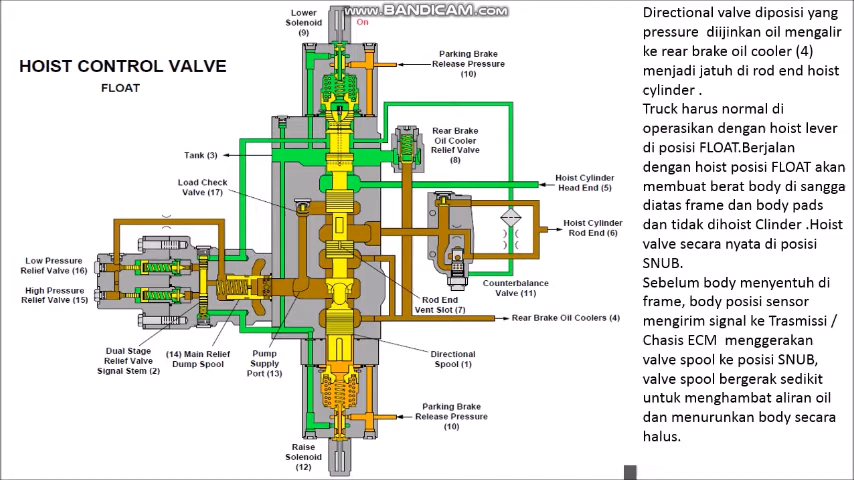 www.BANDICAM.com
Lower
Solenoid
(9)
On
HOIST CONTROL VALVE
FLOAT
Parking Brake
Release Pressure
(10)
Rear Brake
Oil Cooler
Relief Valve
(8)
Tank (3)
Load Check
Valve (17)
Hoist Cylinder
Head End (5)
Hoist Cylinder
Rod End (6)
Low Pressure
Relief Valve (16)
High Pressure
Relief Valve (15)
Counterbalance
Valve (11)
Rod End
Vent Slot (7)
Rear Brake Oil Coolers (4)
Dual Stage
Relief Valve
Signal Stem (2)
(14) Main Relief
Dump Spool
Pump
Supply
Port (13)
Directional
Spool (1)
Parking Brake
Release Pressure
(10)
Raise
Solenoid
(12)
Directional valve diposisi yang
pressure diijinkan oil mengalir
ke rear brake oil cooler (4)
menjadi jatuh di rod end hoist
cylinder .
Truck harus normal di
operasikan dengan hoist lever
di posisi FLOAT.Berjalan
dengan hoist posisi FLOAT akan
membuat berat body di sangga
diatas frame dan body pads
dan tidak dihoist Clinder .Hoist
valve secara nyata di posisi
SNUB.
Sebelum body menyentuh di
frame, body posisi sensor
mengirim signal ke Trasmissi /
Chasis ECM menggerakan
valve spool ke posisi SNUB,
valve spool bergerak sedikit
untuk menghambat aliran oil
dan menurunkan body secara
halus.